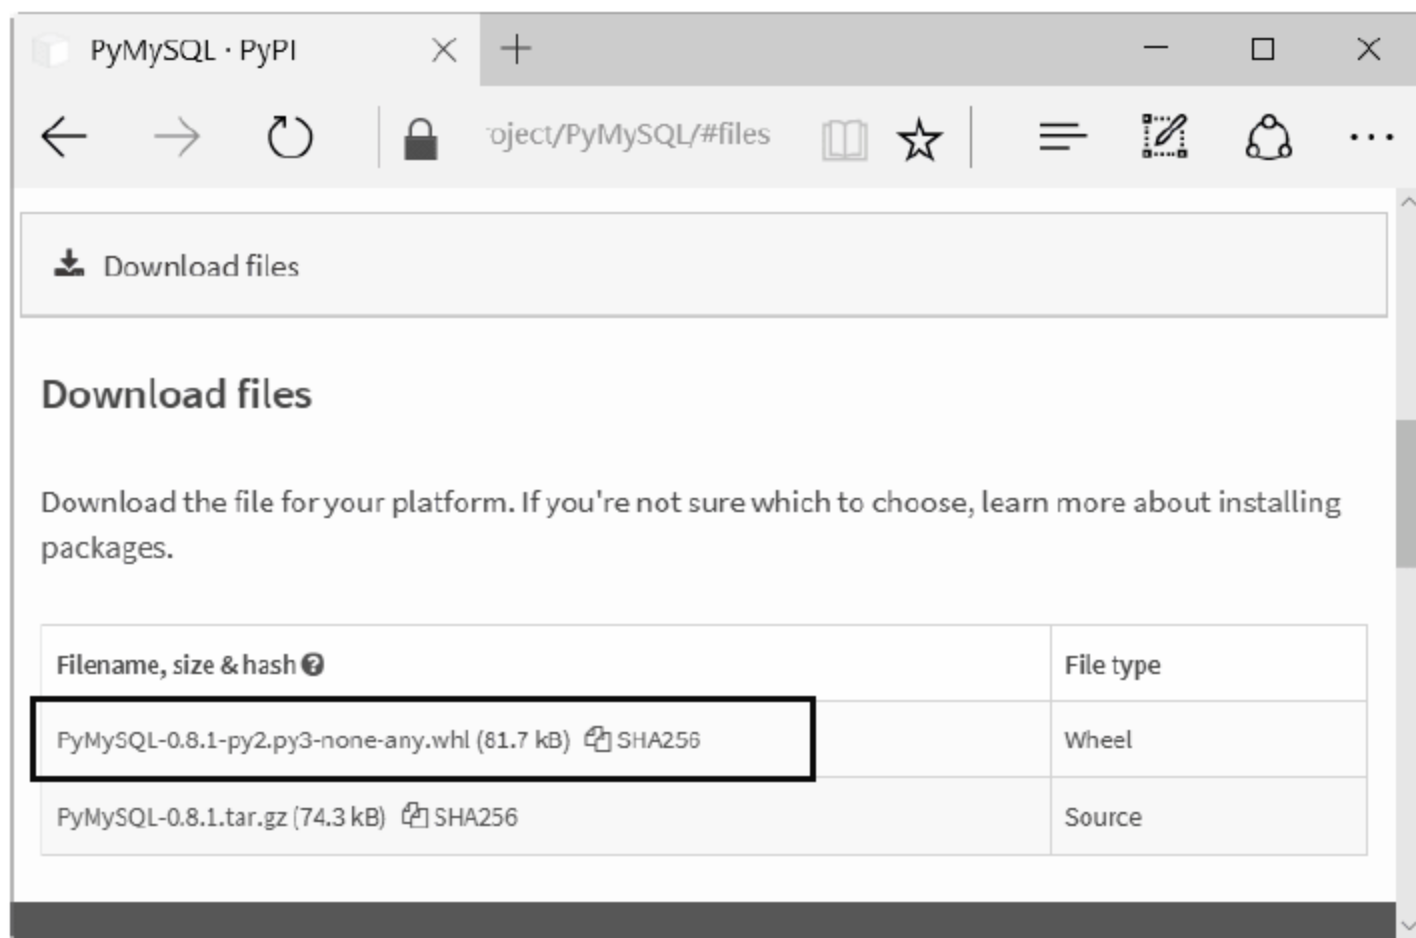 PyMySQL · PyPI
oject/PyMySQL/#files
Download files
Download files
Download the file for your platform. If you're not sure which to choose, learn more about installing
packages.
Filename, size & hash
File type
PyMySQL-0.8.1-py2.py3-none-any.whl (81.7 kB) SHA256
Wheel
PyMySQL-0.8.1.tar.gz (74.3 kB) SHA256
Source